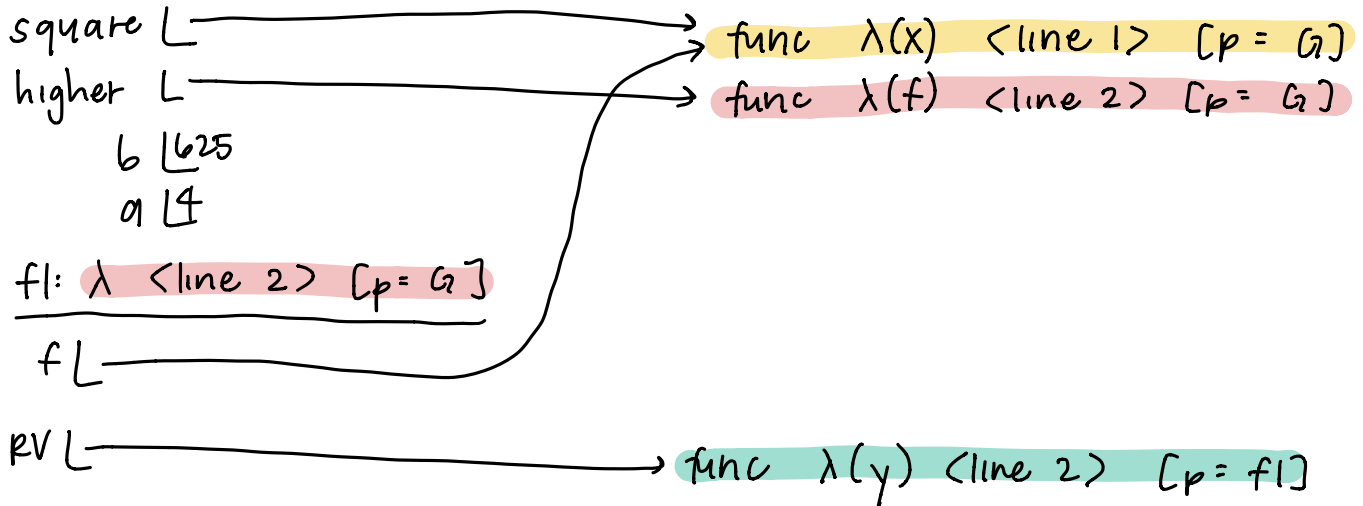 square
func λ(x) <line 1> [p = G]
higher
func λ(f) <line 2> [p = G]
b 625
a 4
f1: λ <line 2> [p = G]
f
RV
func λ(y) <line 2> [p = f1]